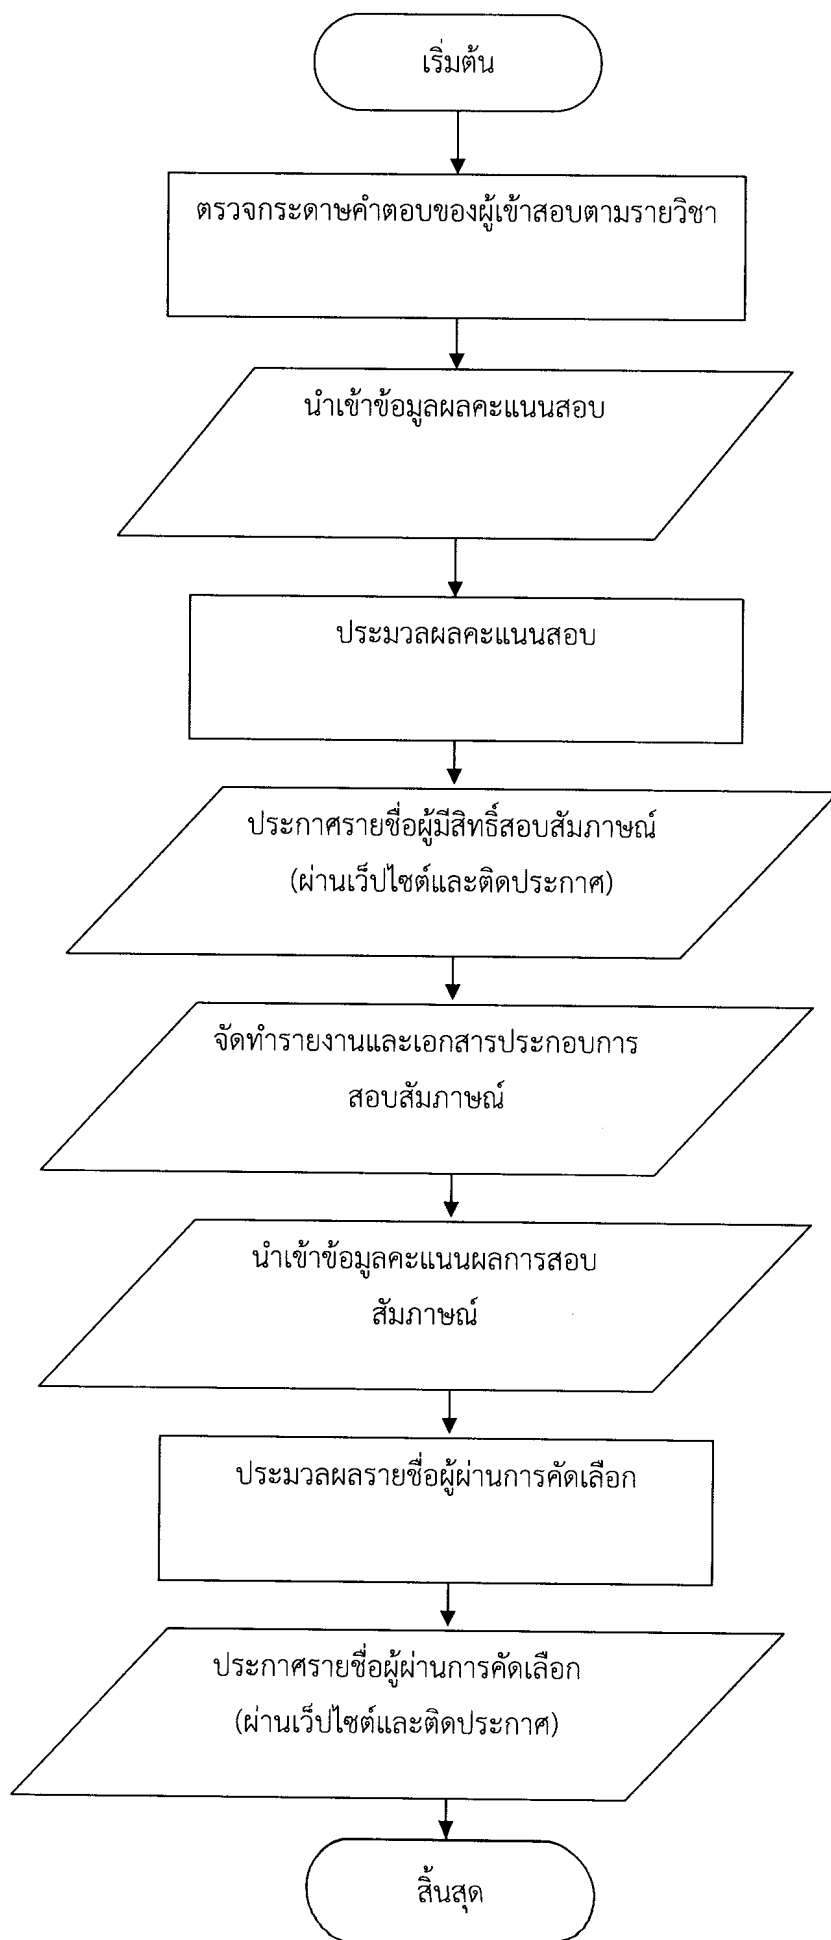 เริ่มต้น
ตรวจกระดาษคำตอบของผู้เข้าสอบตามรายวิชา
นำเข้าข้อมูลผลคะแนนสอบ
ประมวลผลคะแนนสอบ
ประกาศรายชื่อผู้มีสิทธิ์สอบสัมภาษณ์
(ผ่านเว็ปไซต์และติดประกาศ)
จัดทำรายงานและเอกสารประกอบการ
สอบสัมภาษณ์
นำเข้าข้อมูลคะแนนผลการสอบ
สัมภาษณ์
ประมวลผลรายชื่อผู้ผ่านการคัดเลือก
ประกาศรายชื่อผู้ผ่านการคัดเลือก
(ผ่านเว็ปไซต์และติดประกาศ)
สิ้นสุด